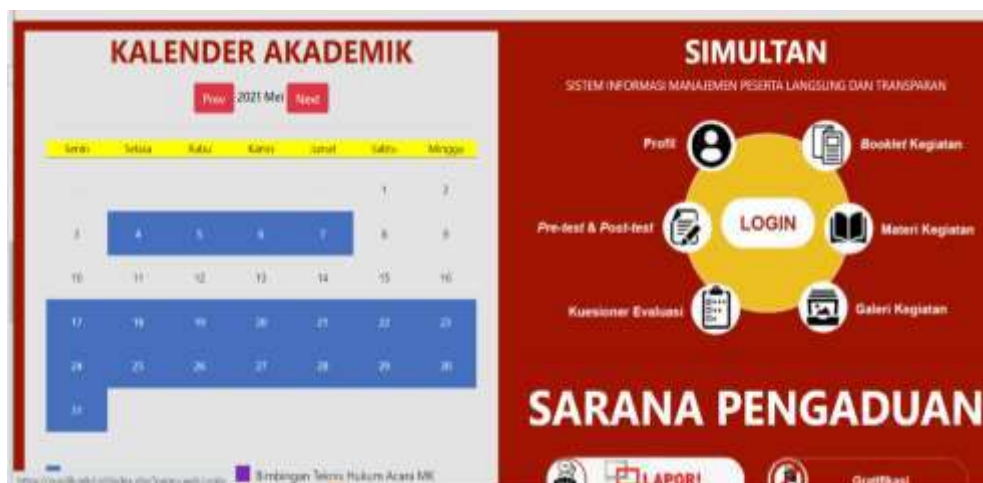 KALENDER AKADEMIK
Prev 2021 Mei Next
Senin Selasa Rabu Kamis Jumat Sabtu Minggu
1 2
3 4 5 6 7 8 9
10 11 12 13 14 15 16
17 18 19 20 21 22 23
24 25 26 27 28 29 30
31
Bimbingan Teknis Hukum Acara MK
SIMULTAN
SISTEM INFORMASI MANAJEMEN PESERTA LANGSUNG DAN TRANSPARAN
Profil
Booklet Kegiatan
Pre-test & Post-test
LOGIN
Materi Kegiatan
Kuesioner Evaluasi
Galeri Kegiatan
SARANA PENGADUAN
LAPOR!
Gratifikasi